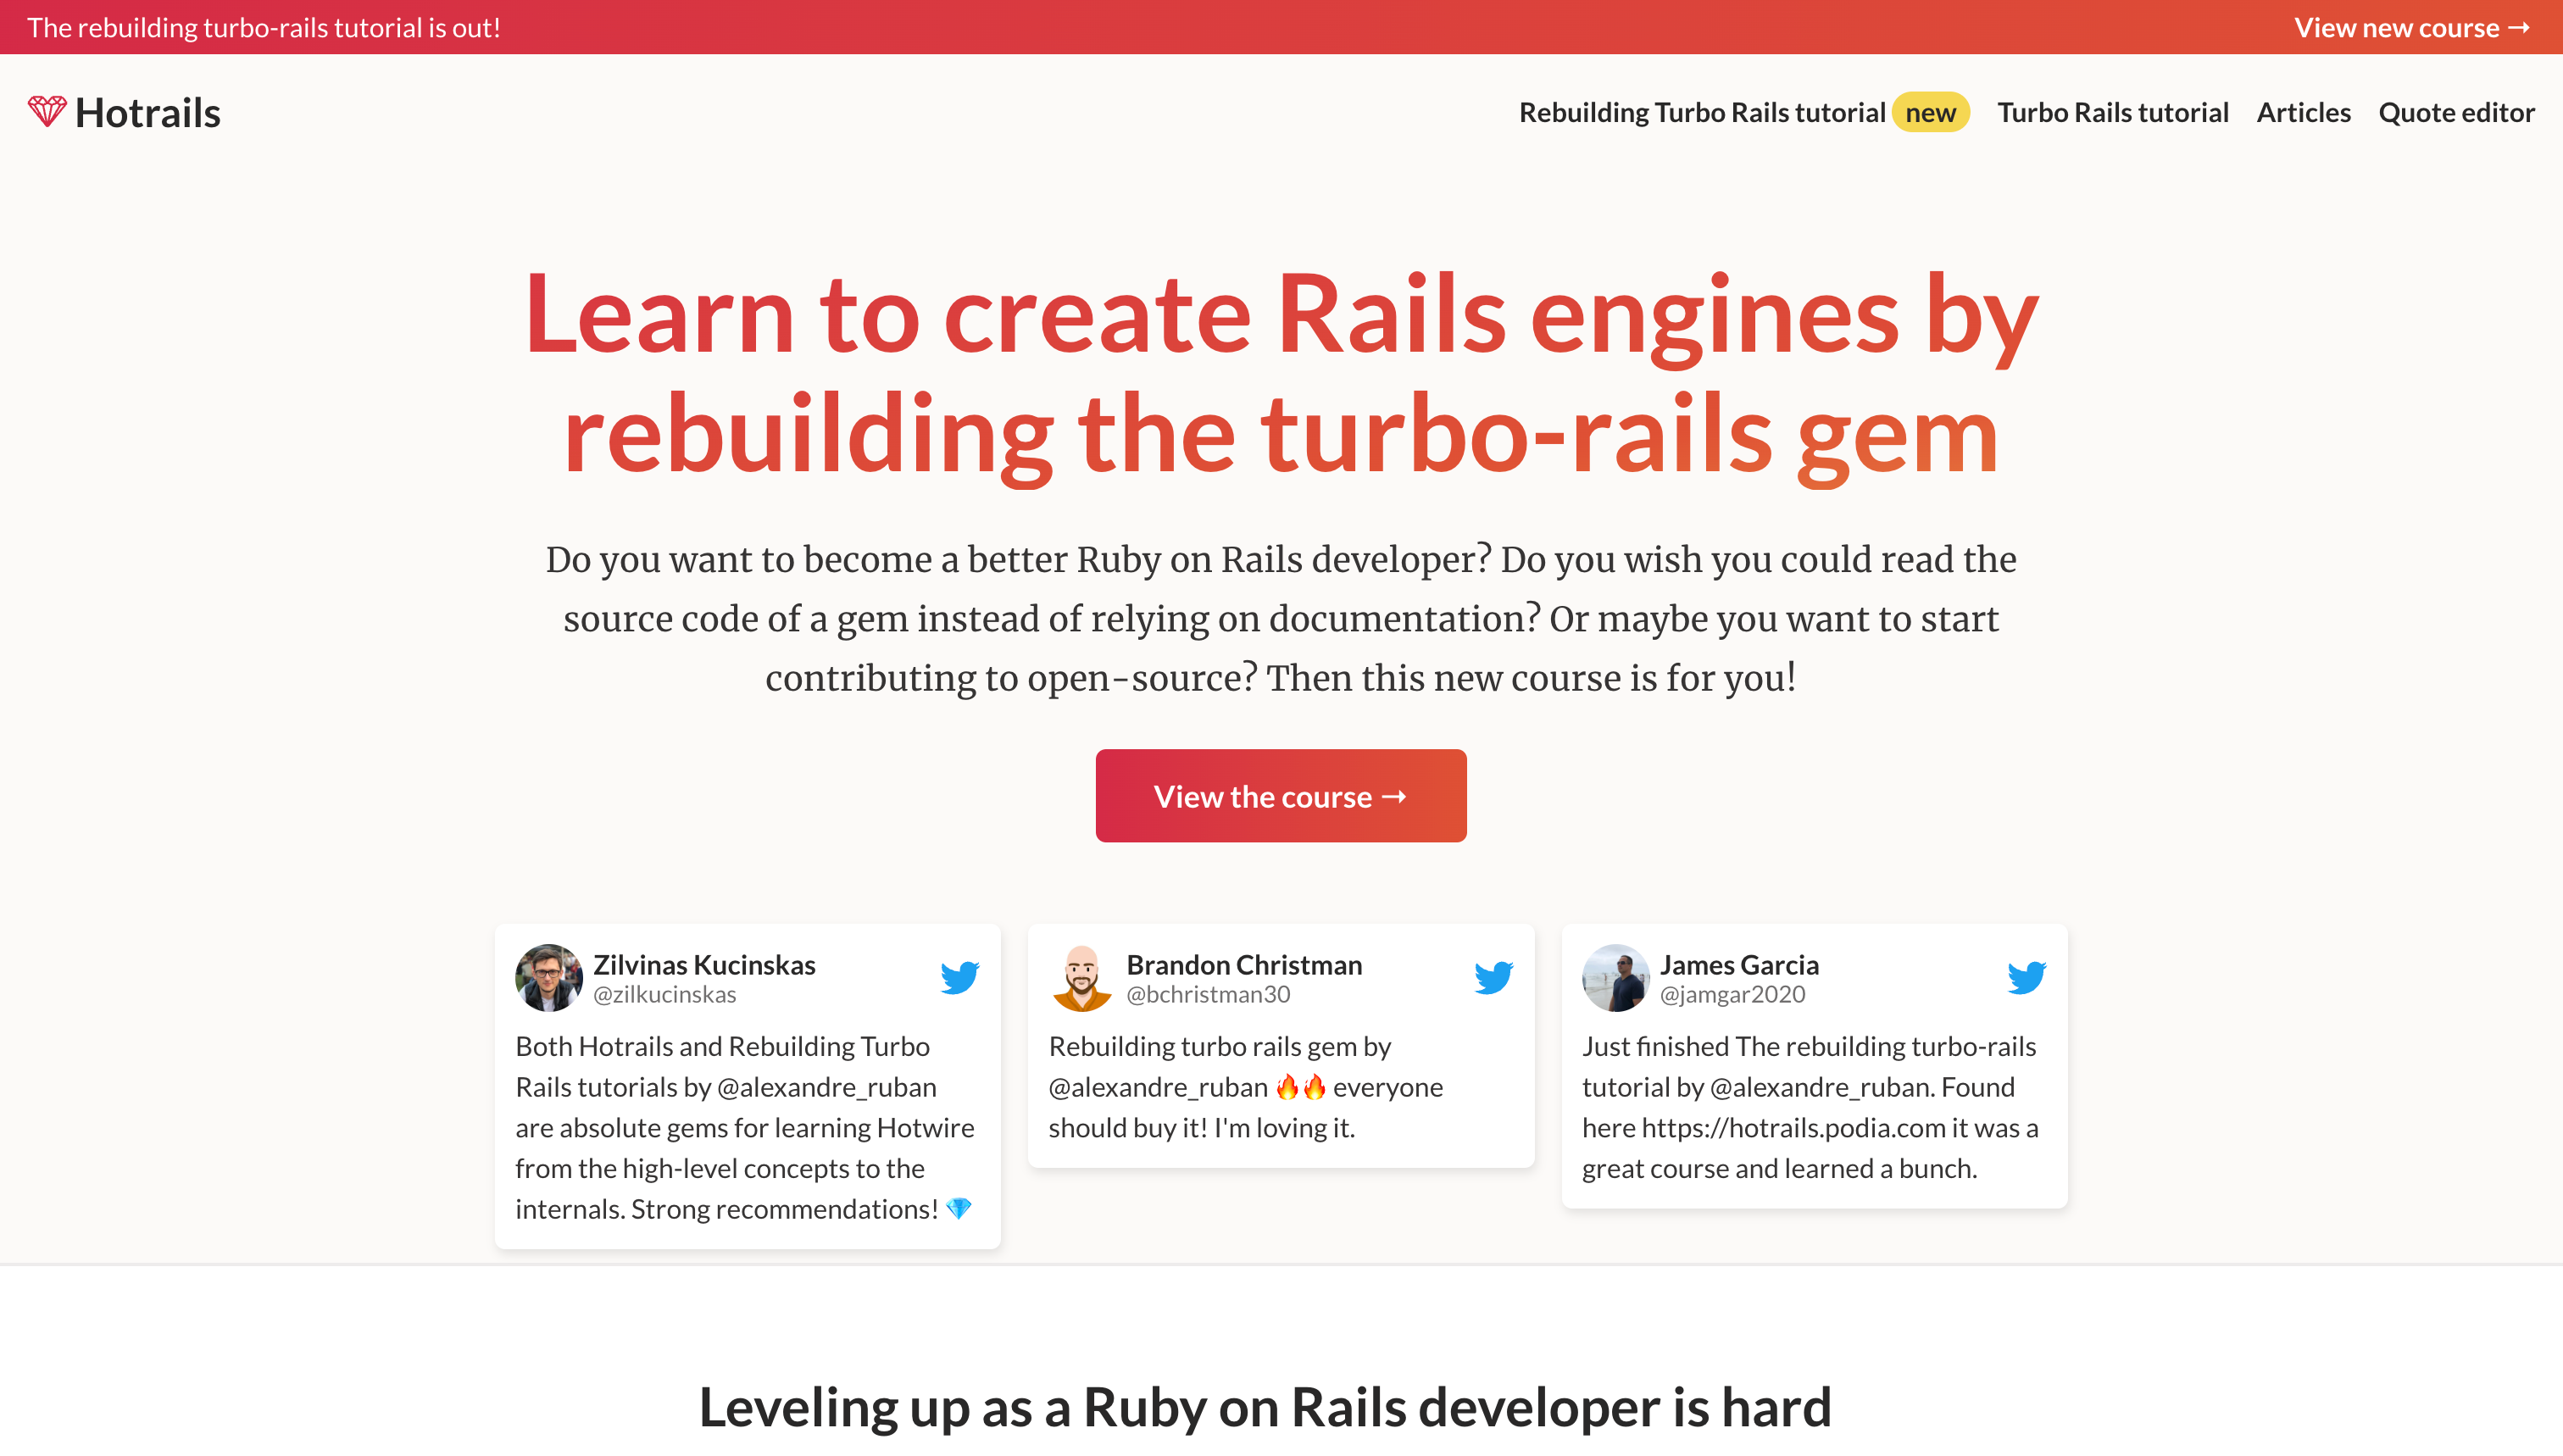 The rebuilding turbo-rails tutorial is out!
View new course →
Hotrails
Rebuilding Turbo Rails tutorial new
Turbo Rails tutorial
Articles
Quote editor
Learn to create Rails engines by
rebuilding the turbo-rails gem
Do you want to become a better Ruby on Rails developer? Do you wish you could read the
source code of a gem instead of relying on documentation? Or maybe you want to start
contributing to open-source? Then this new course is for you!
View the course →
Zilvinas Kucinskas
@zilkucinskas
Both Hotrails and Rebuilding Turbo
Rails tutorials by @alexandre_ruban
are absolute gems for learning Hotwire
from the high-level concepts to the
internals. Strong recommendations! 💎
Brandon Christman
@bchristman30
Rebuilding turbo rails gem by
@alexandre_ruban 🔥🔥 everyone
should buy it! I'm loving it.
James Garcia
@jamgar2020
Just finished The rebuilding turbo-rails
tutorial by @alexandre_ruban. Found
here https://hotrails.podia.com it was a
great course and learned a bunch.
Leveling up as a Ruby on Rails developer is hard